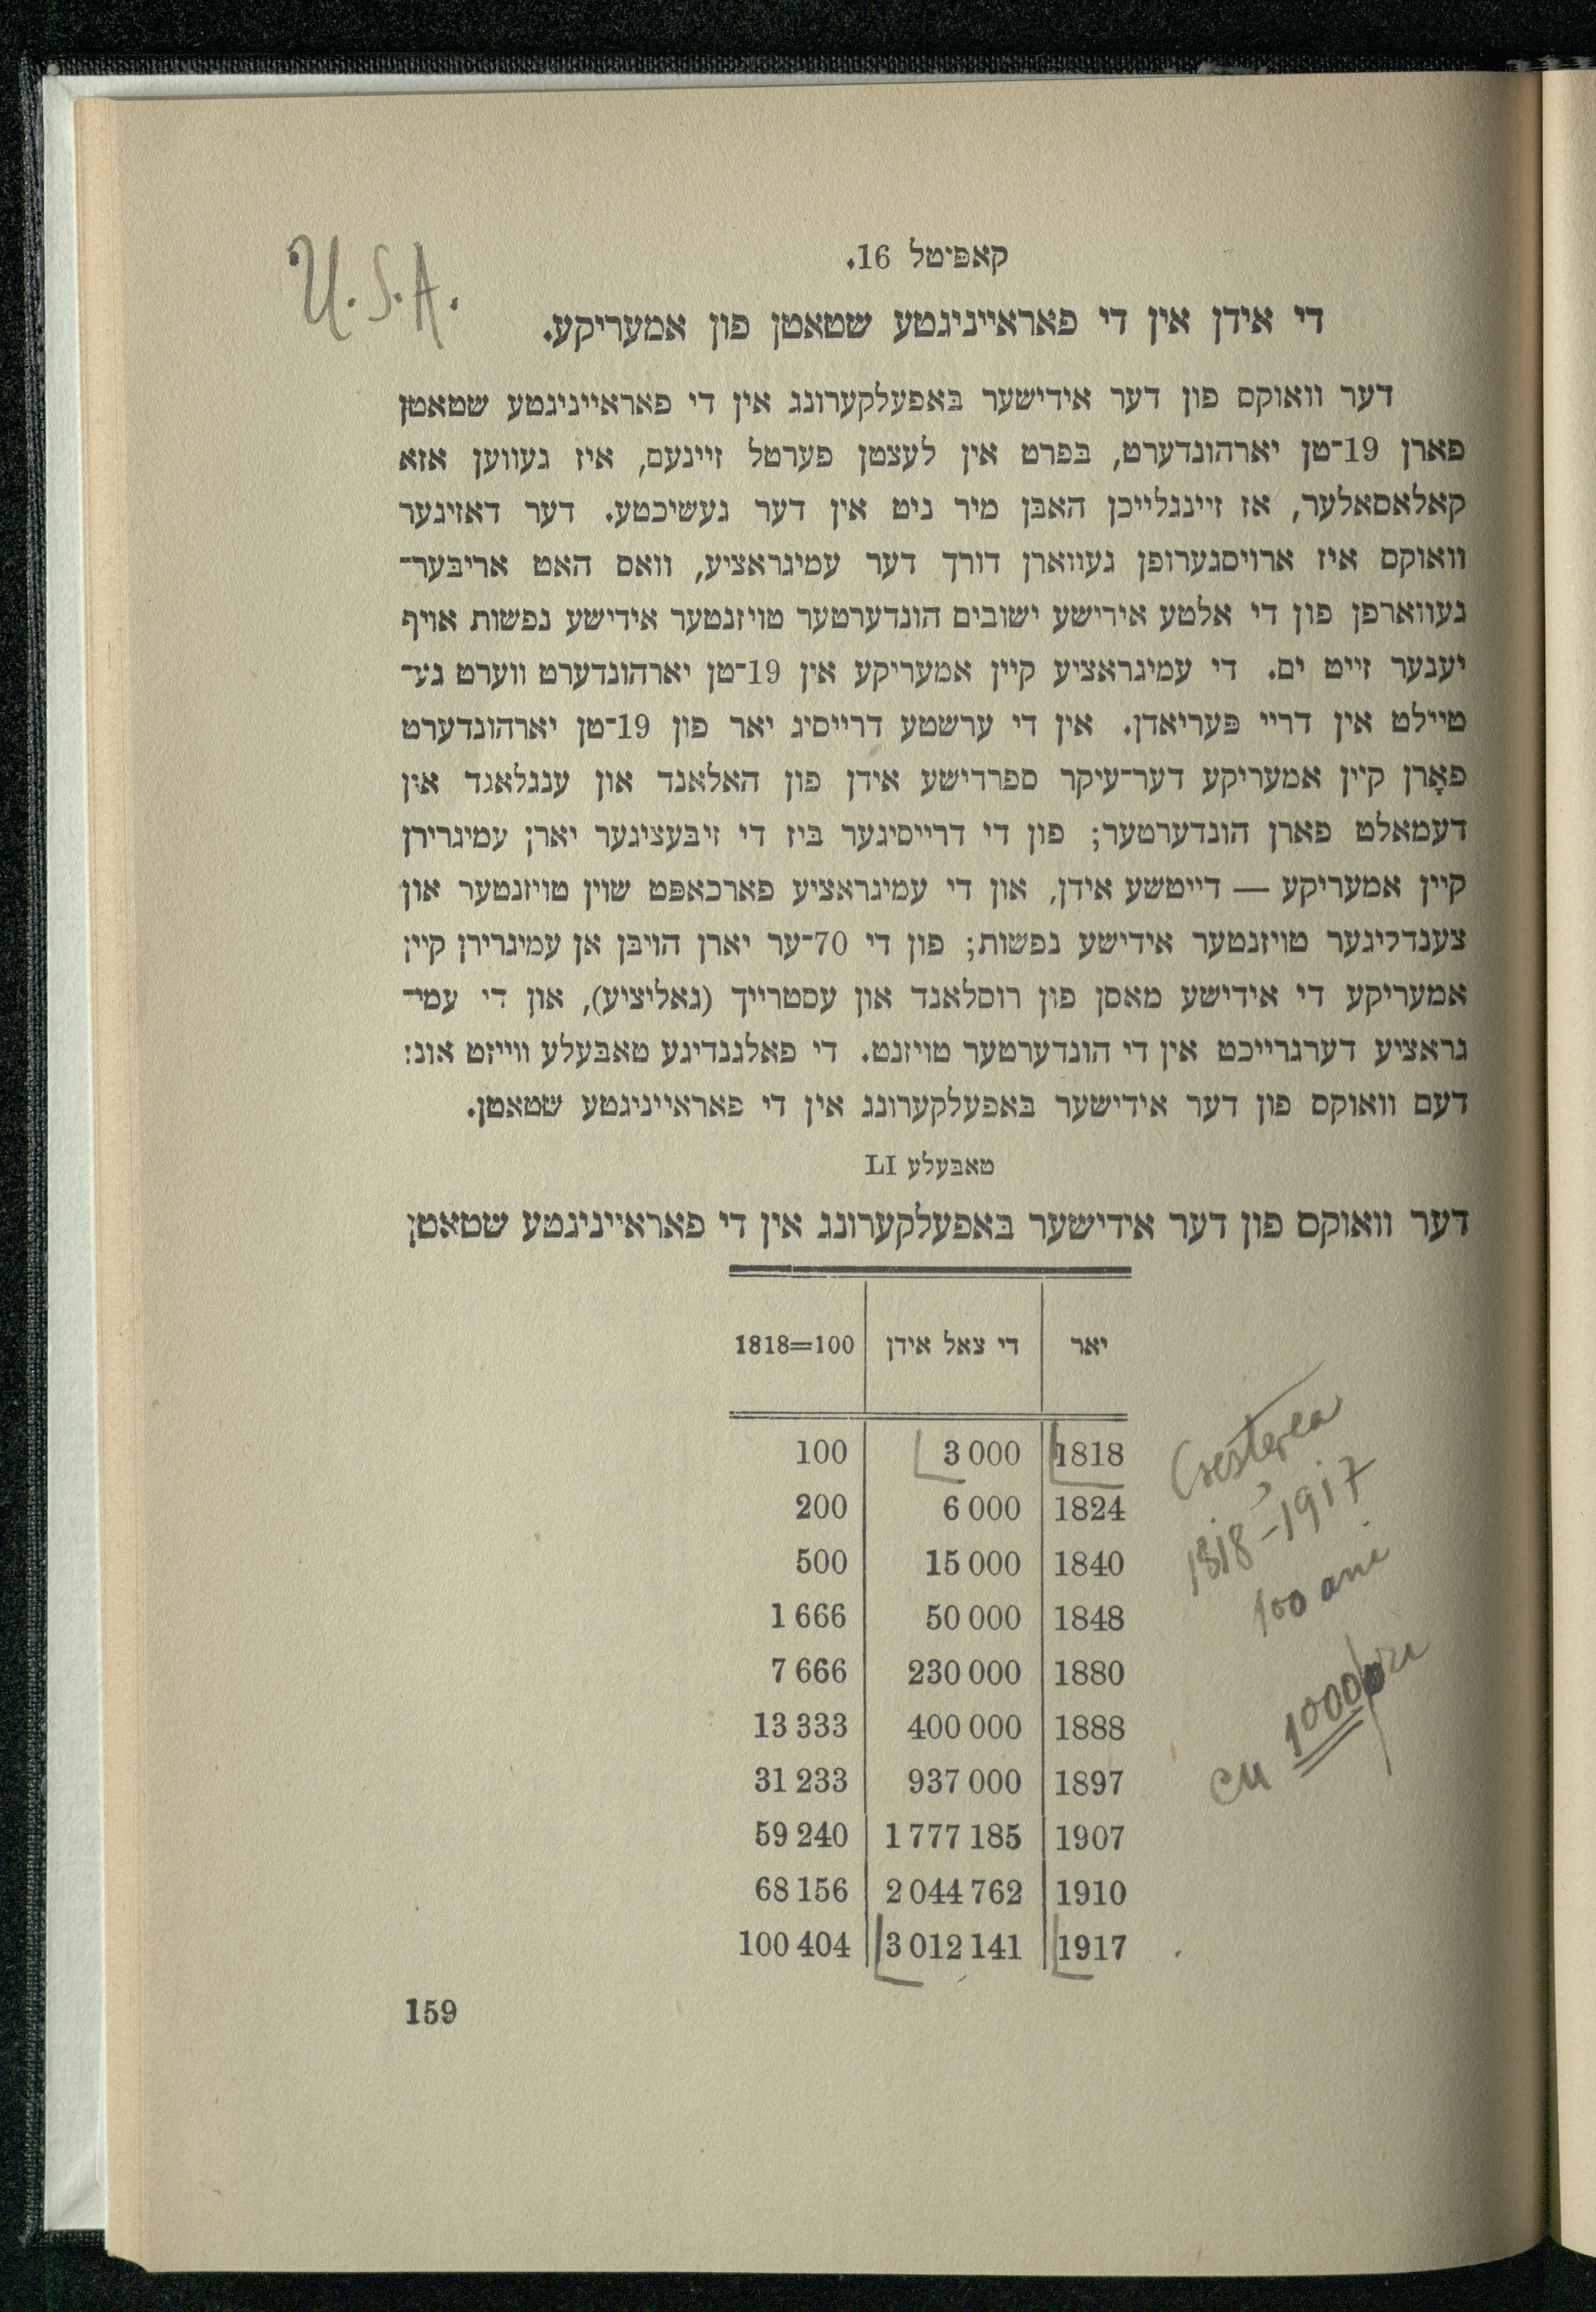 U.S.A.
קאפיטל 16.
די אידן אין די פאראייניגטע שטאטן פון אמעריקע.
דער וואוקס פון דער אידישער באפעלקערונג אין די פאראייניגטע שטאטן
פארן 19־טן יארהונדערט, בפרט אין לעצטן פערטל זיינעם, איז געווען אזא
קאלאסאלער, אז זיינגלייכן האבן מיר ניט אין דער געשיכטע. דער דאזיגער
וואוקס איז ארויסגערופן געווארן דורך דער עמיגראציע, וואס האט אריבער־
געווארפן פון די אלטע אידישע ישובים הונדערטער טויזנטער אידישע נפשות אויף
יענער זייט ים. די עמיגראציע קיין אמעריקע אין 19־טן יארהונדערט ווערט גע־
טיילט אין דריי פעריאדן. אין די ערשטע דרייסיג יאר פון 19־טן יארהונדערט
פאָרן קיין אמעריקע דער־עיקר ספרדישע אידן פון האלאנד און ענגלאנד און
דעמאלט פארן הונדערטער; פון די דרייסיגער ביז די זיבעציגער יארן עמיגרירן
קיין אמעריקע — דייטשע אידן, און די עמיגראציע פארכאפט שוין טויזנטער און
צענדליגער טויזנטער אידישע נפשות; פון די 70־ער יארן הויבן אן עמיגרירן קיין
אמעריקע די אידישע מאסן פון רוסלאנד און עסטרייך (גאליציע), און די עמי־
גראציע דערגרייכט אין די הונדערטער טויזנט. די פאלגנדיגע טאבעלע ווייזט אונז
דעם וואוקס פון דער אידישער באפעלקערונג אין די פאראייניגטע שטאטן.
טאבעלע LI
דער וואוקס פון דער אידישער באפעלקערונג אין די פאראייניגטע שטאטן
יאר די צאל אידן 1818=100
1818 3 000 100
1824 6 000 200
1840 15 000 500
1848 50 000 1 666
1880 230 000 7 666
1888 400 000 13 333
1897 937 000 31 233
1907 1 777 185 59 240
1910 2 044 762 68 156
1917 3 012 141 100 404
Cresterea
1818-1917
100 ani
cu 1000 ori
159